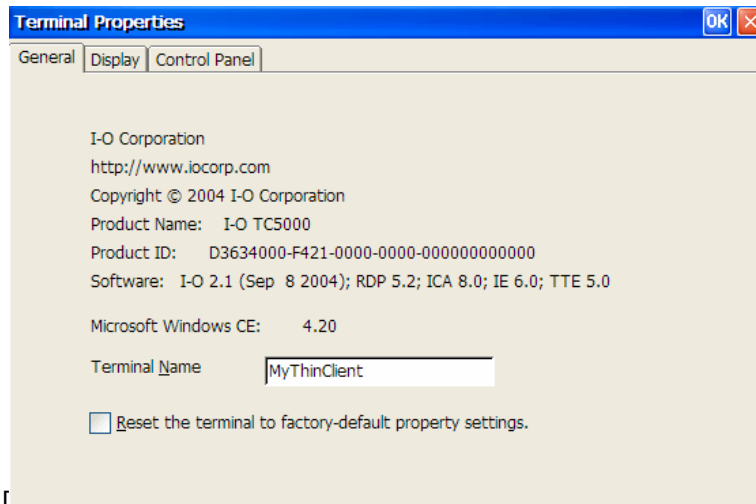 Terminal Properties OK
General Display Control Panel
I-O Corporation
http://www.iocorp.com
Copyright © 2004 I-O Corporation
Product Name: I-O TC5000
Product ID: D3634000-F421-0000-0000-000000000000
Software: I-O 2.1 (Sep 8 2004); RDP 5.2; ICA 8.0; IE 6.0; TTE 5.0
Microsoft Windows CE: 4.20
Terminal Name MyThinClient
Reset the terminal to factory-default property settings.